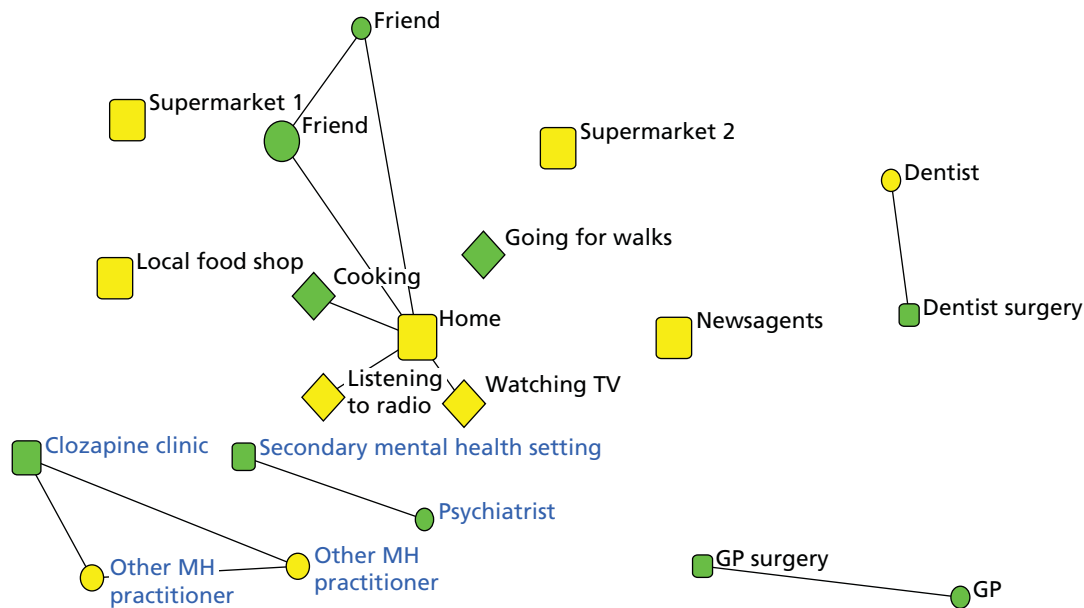 Friend
Supermarket 1
Friend
Supermarket 2
Dentist
Going for walks
Local food shop
Cooking
Home
Newsagents
Dentist surgery
Listening
to radio
Watching TV
Clozapine clinic
Secondary mental health setting
Psychiatrist
Other MH
practitioner
Other MH
practitioner
GP surgery
GP